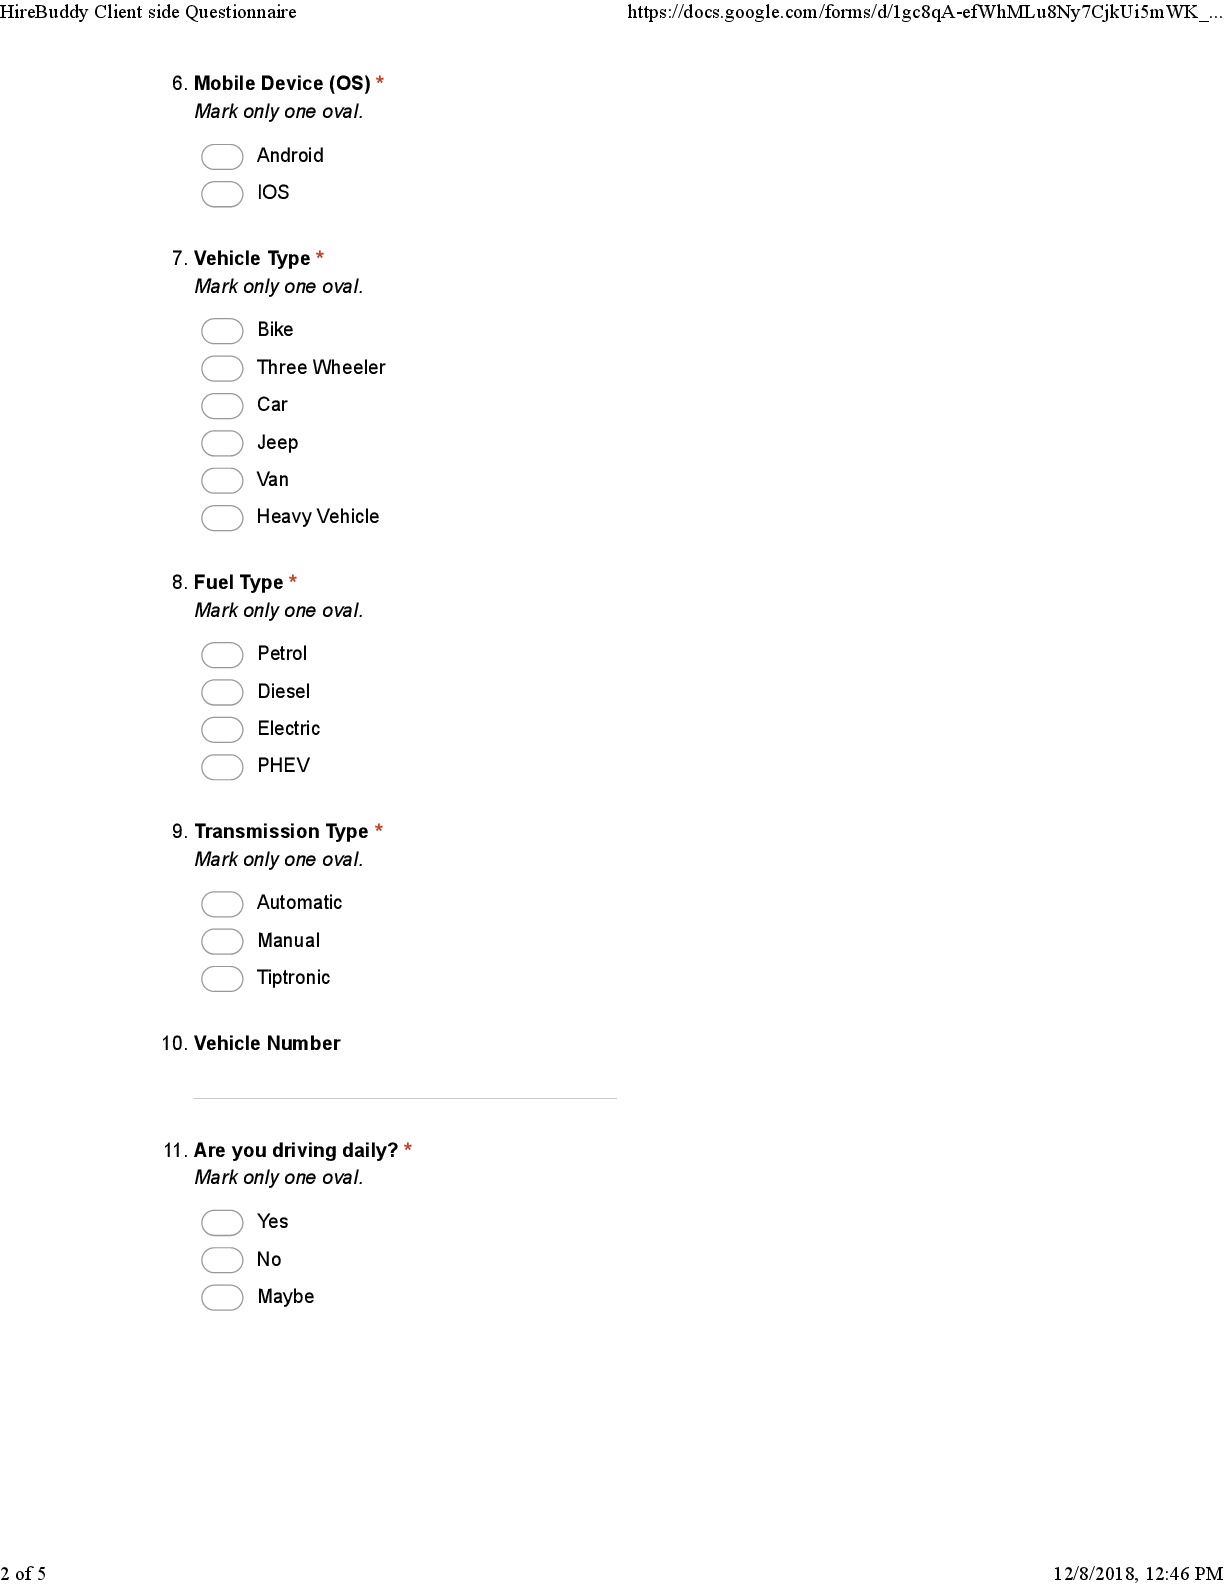 HireBuddy Client side Questionnaire
https://docs.google.com/forms/d/1gc8qA-efWhMLu8Ny7CjkUi5mWK_...
6. Mobile Device (OS) *
Mark only one oval.
Android
IOS
7. Vehicle Type *
Mark only one oval.
Bike
Three Wheeler
Car
Jeep
Van
Heavy Vehicle
8. Fuel Type *
Mark only one oval.
Petrol
Diesel
Electric
PHEV
9. Transmission Type *
Mark only one oval.
Automatic
Manual
Tiptronic
10. Vehicle Number
11. Are you driving daily? *
Mark only one oval.
Yes
No
Maybe
2 of 5
12/8/2018, 12:46 PM